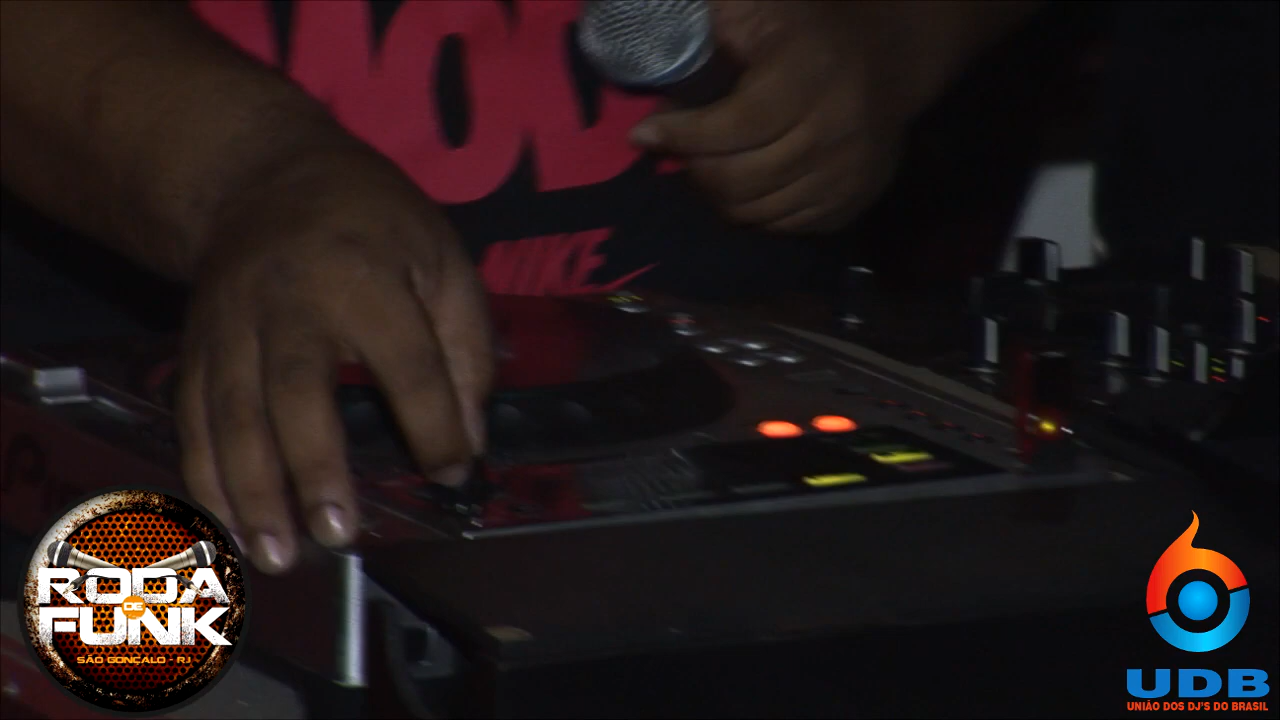 NIKE
RODA
DE
FUNK
SÃO GONÇALO - RJ
UDB
UNIÃO DOS DJ'S DO BRASIL